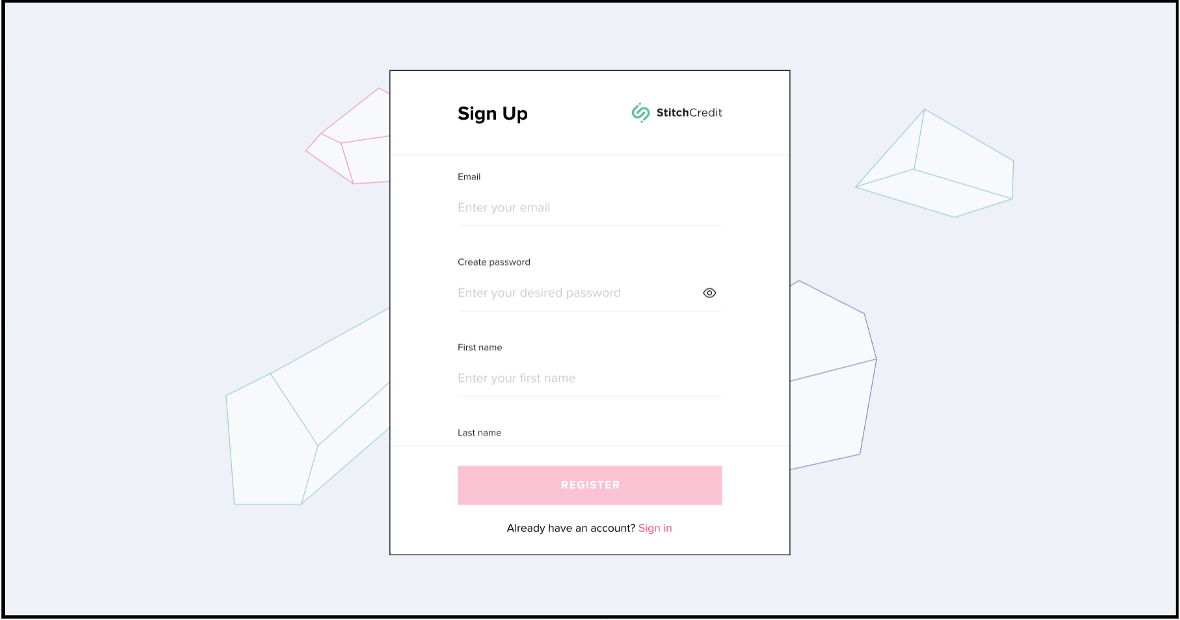 Sign Up
StitchCredit
Email
Enter your email
Create password
Enter your desired password
First name
Enter your first name
Last name
REGISTER
Already have an account? Sign in